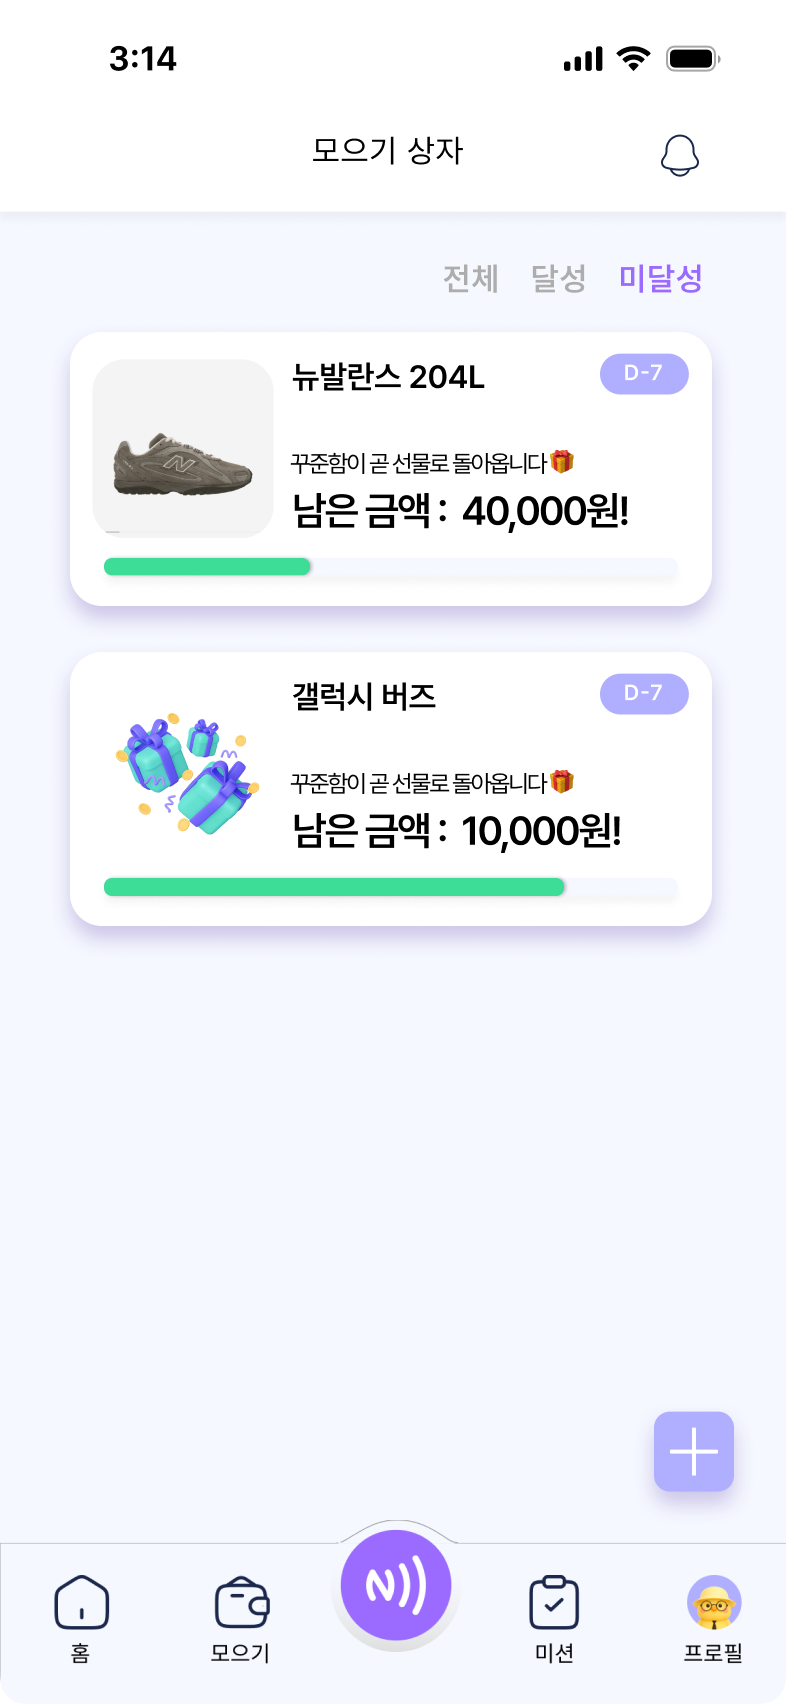 3:14
모으기 상자
전체 달성 미달성
뉴발란스 204L
D-7
꾸준함이 곧 선물로 돌아옵니다🎁
남은 금액 : 40,000원!
갤럭시 버즈
D-7
꾸준함이 곧 선물로 돌아옵니다🎁
남은 금액 : 10,000원!
홈
모으기
미션
프로필